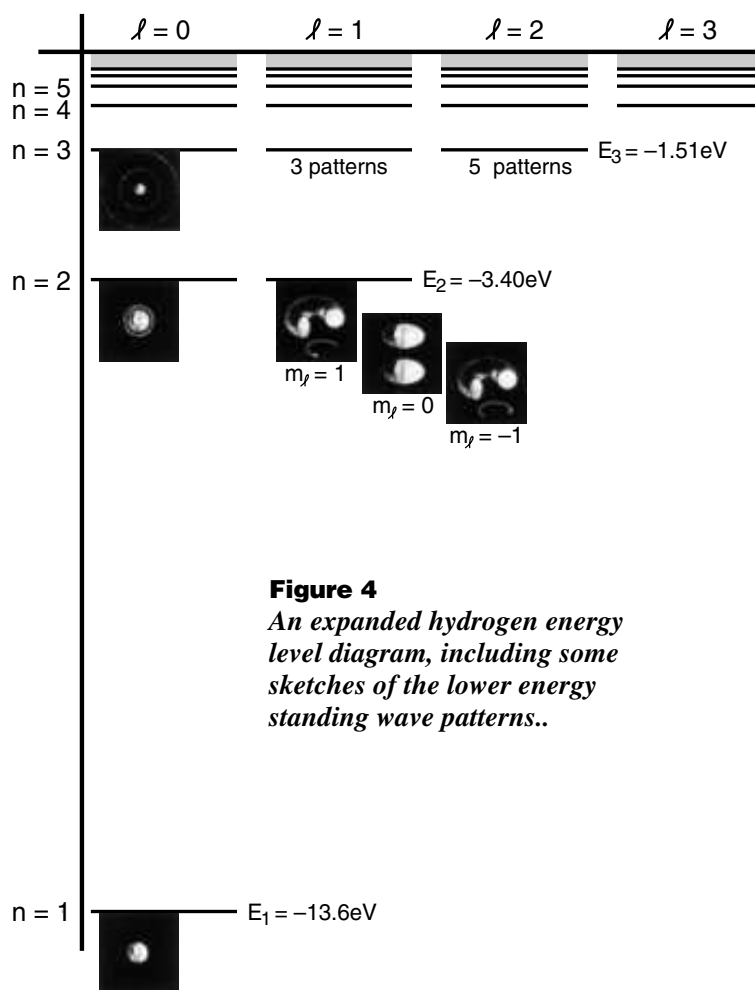 ℓ = 0 ℓ = 1 ℓ = 2 ℓ = 3
n = 5
n = 4
n = 3 E₃ = –1.51eV
3 patterns 5 patterns
n = 2 E₂ = –3.40eV
mℓ = 1
mℓ = 0
mℓ = –1
Figure 4
An expanded hydrogen energy
level diagram, including some
sketches of the lower energy
standing wave patterns..
n = 1 E₁ = –13.6eV